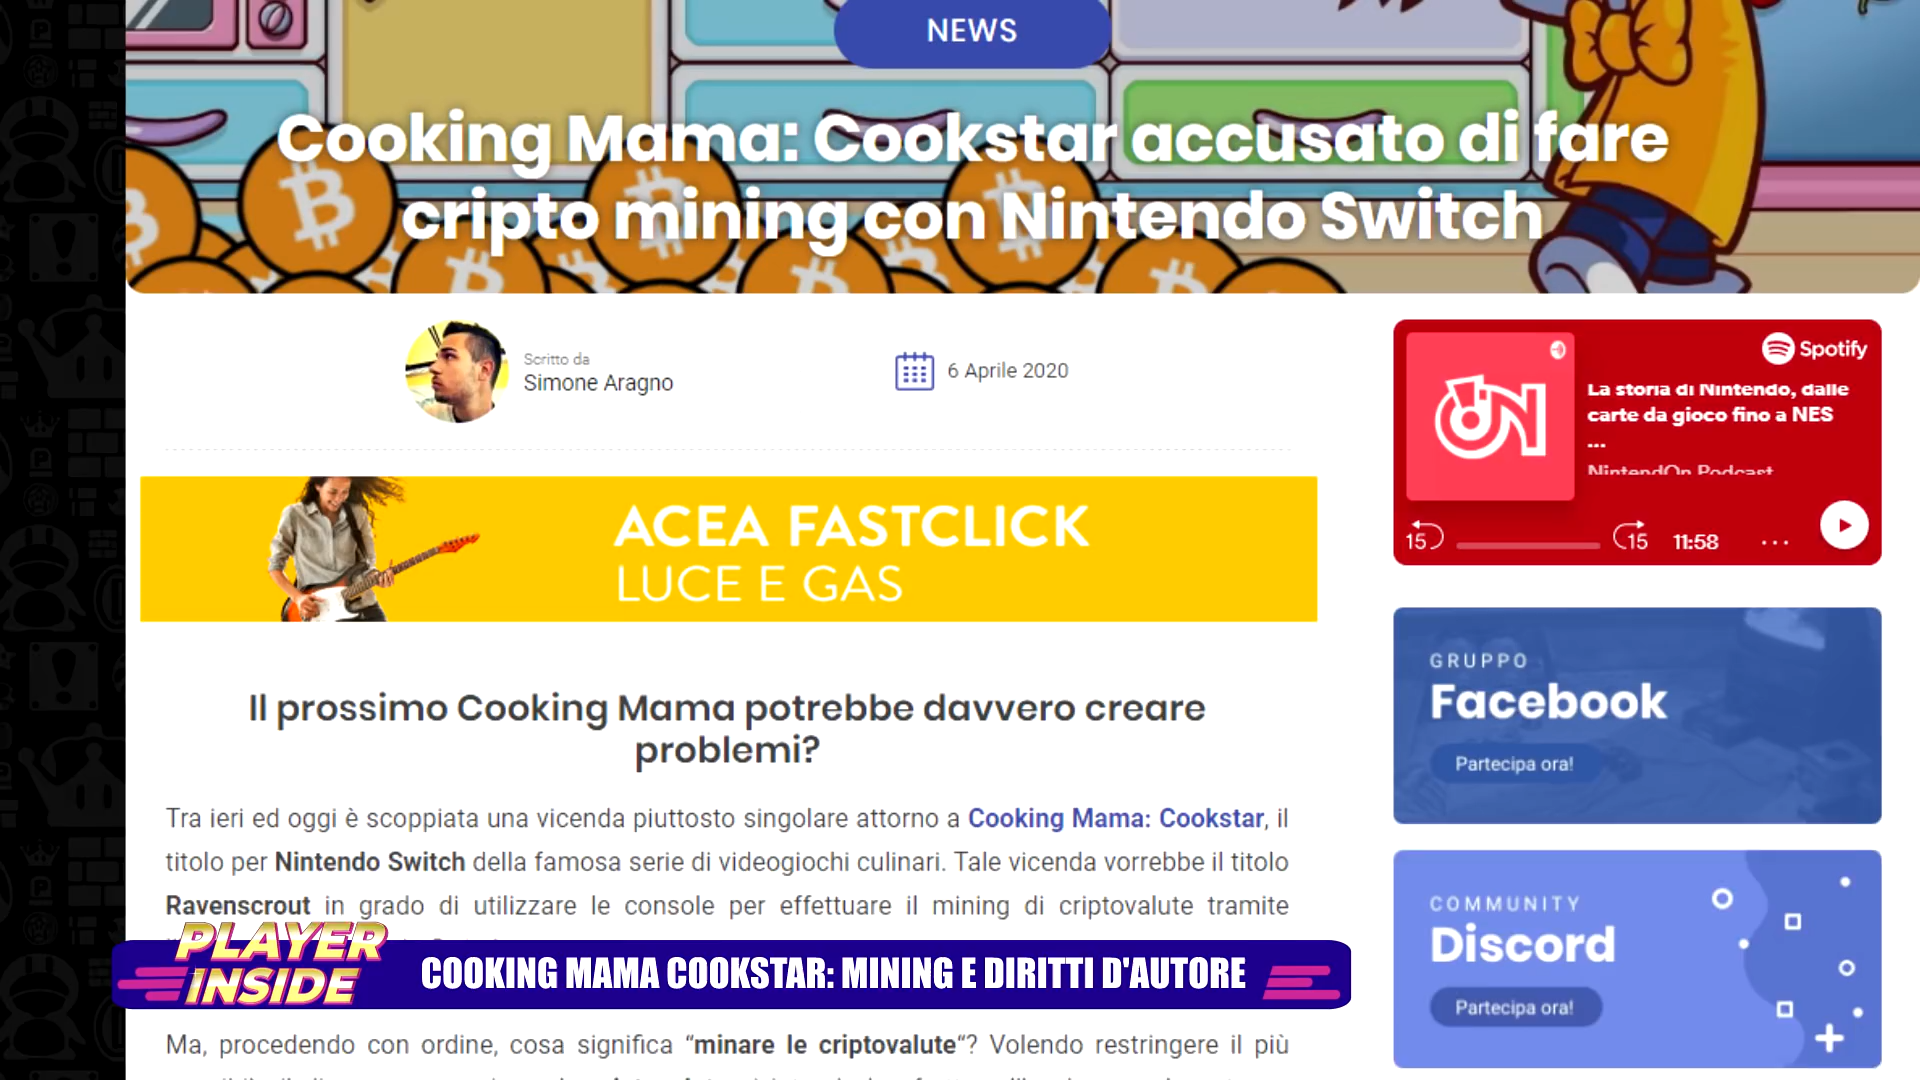 NEWS
Cooking Mama: Cookstar accusato di fare
cripto mining con Nintendo Switch
Scritto da
Simone Aragno
6 Aprile 2020
ACEA FASTCLICK
LUCE E GAS
Il prossimo Cooking Mama potrebbe davvero creare
problemi?
Tra ieri ed oggi è scoppiata una vicenda piuttosto singolare attorno a Cooking Mama: Cookstar, il
titolo per Nintendo Switch della famosa serie di videogiochi culinari. Tale vicenda vorrebbe il titolo
Ravenscrout in grado di utilizzare le console per effettuare il mining di criptovalute tramite
PLAYER
INSIDE
COOKING MAMA COOKSTAR: MINING E DIRITTI D'AUTORE
Ma, procedendo con ordine, cosa significa “minare le criptovalute“? Volendo restringere il più
Spotify
La storia di Nintendo, dalle
carte da gioco fino a NES
...
NintendOn Podcast
15
15
11:58
GRUPPO
Facebook
Partecipa ora!
COMMUNITY
Discord
Partecipa ora!